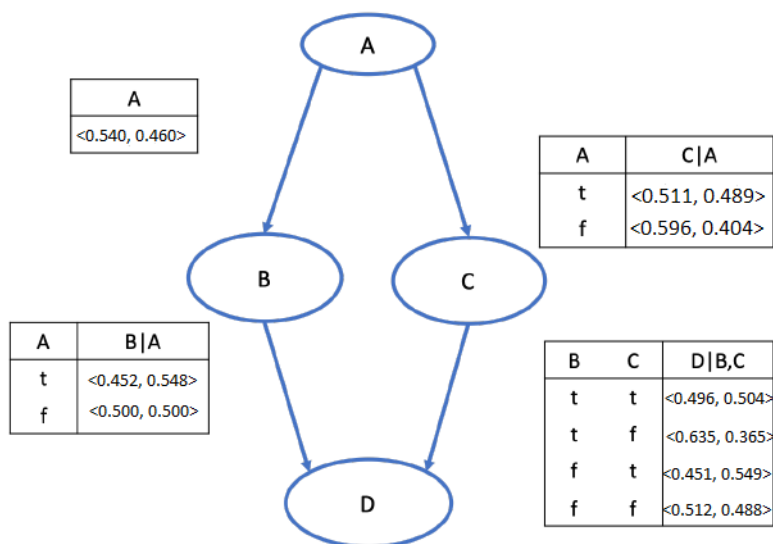 A
A
<0.540, 0.460>
A C|A
t <0.511, 0.489>
f <0.596, 0.404>
B
C
A B|A
t <0.452, 0.548>
f <0.500, 0.500>
B C D|B,C
t t <0.496, 0.504>
t f <0.635, 0.365>
f t <0.451, 0.549>
f f <0.512, 0.488>
D